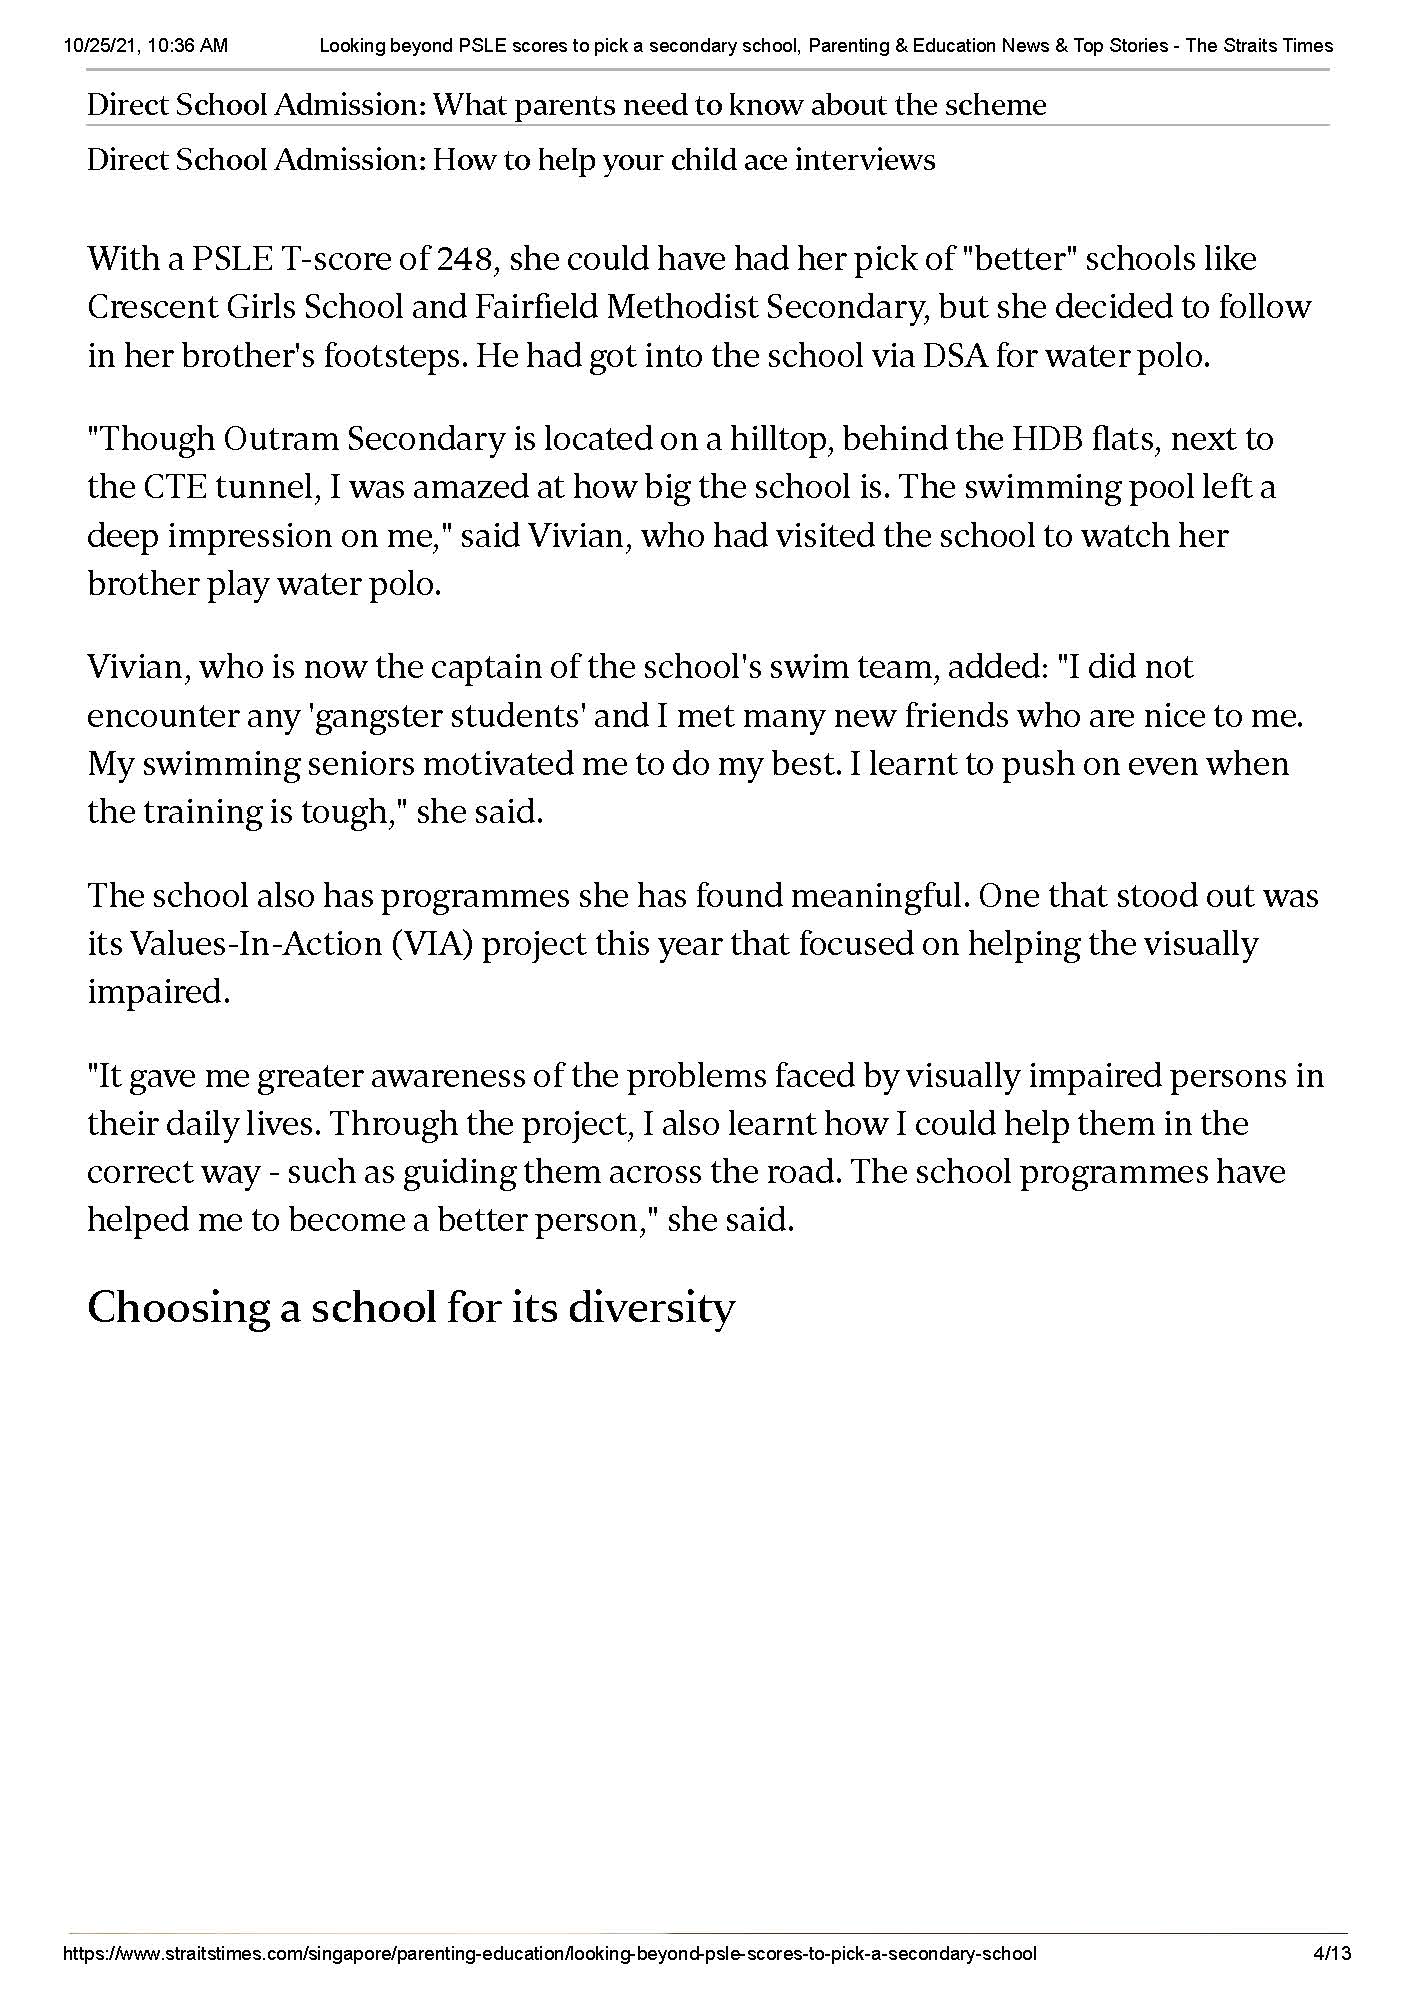 10/25/21, 10:36 AM Looking beyond PSLE scores to pick a secondary school, Parenting & Education News & Top Stories - The Straits Times
Direct School Admission: What parents need to know about the scheme
Direct School Admission: How to help your child ace interviews
With a PSLE T-score of 248, she could have had her pick of "better" schools like
Crescent Girls School and Fairfield Methodist Secondary, but she decided to follow
in her brother's footsteps. He had got into the school via DSA for water polo.
"Though Outram Secondary is located on a hilltop, behind the HDB flats, next to
the CTE tunnel, I was amazed at how big the school is. The swimming pool left a
deep impression on me," said Vivian, who had visited the school to watch her
brother play water polo.
Vivian, who is now the captain of the school's swim team, added: "I did not
encounter any 'gangster students' and I met many new friends who are nice to me.
My swimming seniors motivated me to do my best. I learnt to push on even when
the training is tough," she said.
The school also has programmes she has found meaningful. One that stood out was
its Values-In-Action (VIA) project this year that focused on helping the visually
impaired.
"It gave me greater awareness of the problems faced by visually impaired persons in
their daily lives. Through the project, I also learnt how I could help them in the
correct way - such as guiding them across the road. The school programmes have
helped me to become a better person," she said.
Choosing a school for its diversity
https://www.straitstimes.com/singapore/parenting-education/looking-beyond-psle-scores-to-pick-a-secondary-school 4/13